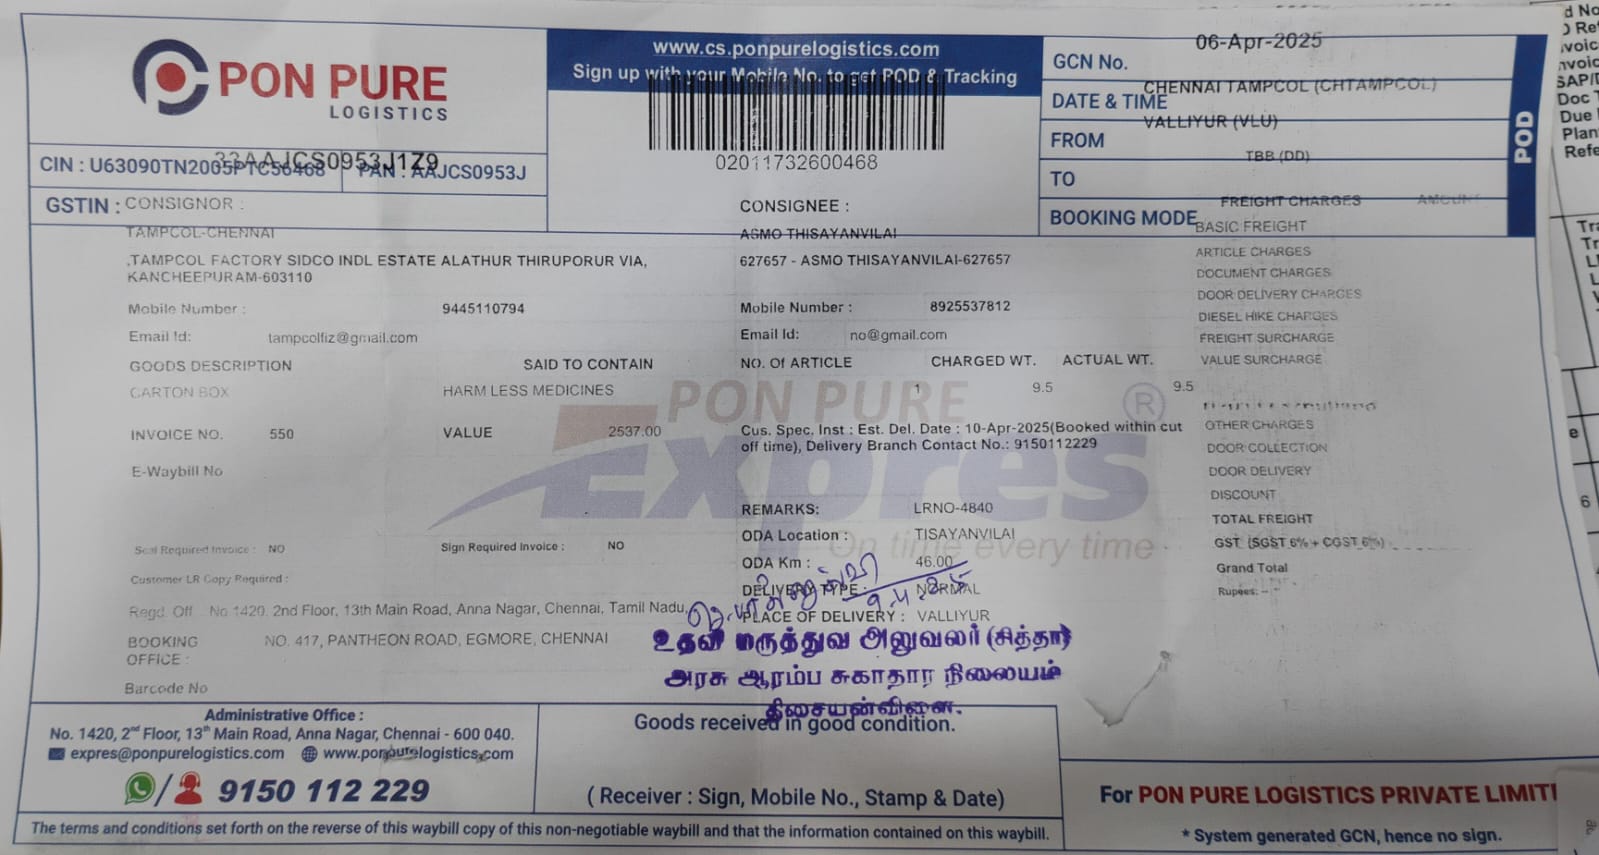 PON PURE
LOGISTICS
www.cs.ponpurelogistics.com
Sign up with your Mobile No. to get POD & Tracking
02011732600468
GCN No.
06-Apr-2025
DATE & TIME
CHENNAI TAMPCOL (CHTAMPCOL)
FROM
VALLIYUR (VLU)
TO
TBB (DD)
BOOKING MODE
POD
CIN : U63090TN2005PTC56468
PAN : AAJCS0953J
33AAJCS0953J1Z9
GSTIN :
CONSIGNOR :
TAMPCOL-CHENNAI
,TAMPCOL FACTORY SIDCO INDL ESTATE ALATHUR THIRUPORUR VIA,
KANCHEEPURAM-603110
Mobile Number : 9445110794
Email Id: tampcolfiz@gmail.com
CONSIGNEE :
ASMO THISAYANVILAI
627657 - ASMO THISAYANVILAI-627657
Mobile Number : 8925537812
Email Id: no@gmail.com
GOODS DESCRIPTION SAID TO CONTAIN NO. Of ARTICLE CHARGED WT. ACTUAL WT.
CARTON BOX HARM LESS MEDICINES 1 9.5 9.5
INVOICE NO. 550 VALUE 2537.00
E-Waybill No
Cus. Spec. Inst : Est. Del. Date : 10-Apr-2025(Booked within cut
off time), Delivery Branch Contact No.: 9150112229
PON PURE
Expres
®
On time every time
REMARKS: LRNO-4840
ODA Location : TISAYANVILAI
ODA Km : 46.00
DELIVERY TYPE : NORMAL
PLACE OF DELIVERY : VALLIYUR
Seal Required Invoice : NO
Sign Required Invoice : NO
Customer LR Copy Required :
Regd. Off No 1420, 2nd Floor, 13th Main Road, Anna Nagar, Chennai, Tamil Nadu,
BOOKING OFFICE : NO. 417, PANTHEON ROAD, EGMORE, CHENNAI
Barcode No
FREIGHT CHARGES AMOUNT
BASIC FREIGHT
ARTICLE CHARGES
DOCUMENT CHARGES
DOOR DELIVERY CHARGES
DIESEL HIKE CHARGES
FREIGHT SURCHARGE
VALUE SURCHARGE
OTHER CHARGES
DOOR COLLECTION
DOOR DELIVERY
DISCOUNT
TOTAL FREIGHT
GST (SGST 6% + CGST 6%)
Grand Total
Rupees:
உதவி மருத்துவ அலுவலர் (சித்தா)
அரசு ஆரம்ப சுகாதார நிலையம்
திசையன்விளை.
Administrative Office :
No. 1420, 2nd Floor, 13th Main Road, Anna Nagar, Chennai - 600 040.
expres@ponpurelogistics.com www.ponpurelogistics.com
9150 112 229
Goods received in good condition.
( Receiver : Sign, Mobile No., Stamp & Date)
For PON PURE LOGISTICS PRIVATE LIMIT
* System generated GCN, hence no sign.
The terms and conditions set forth on the reverse of this waybill copy of this non-negotiable waybill and that the information contained on this waybill.